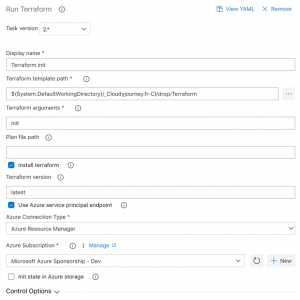 Run Terraform
View YAML
Remove
Task version
2.*
Display name *
Terraform init
Terraform template path *
$(System.DefaultWorkingDirectory)/_Cloudjourney.fr-CI/drop/Terraform
Terraform arguments *
init
Plan file path
Install terraform
Terraform version
latest
Use Azure service principal endpoint
Azure Connection Type *
Azure Resource Manager
Azure Subscription * | Manage
Microsoft Azure Sponsorship - Dev
New
Init state in Azure storage
Control Options